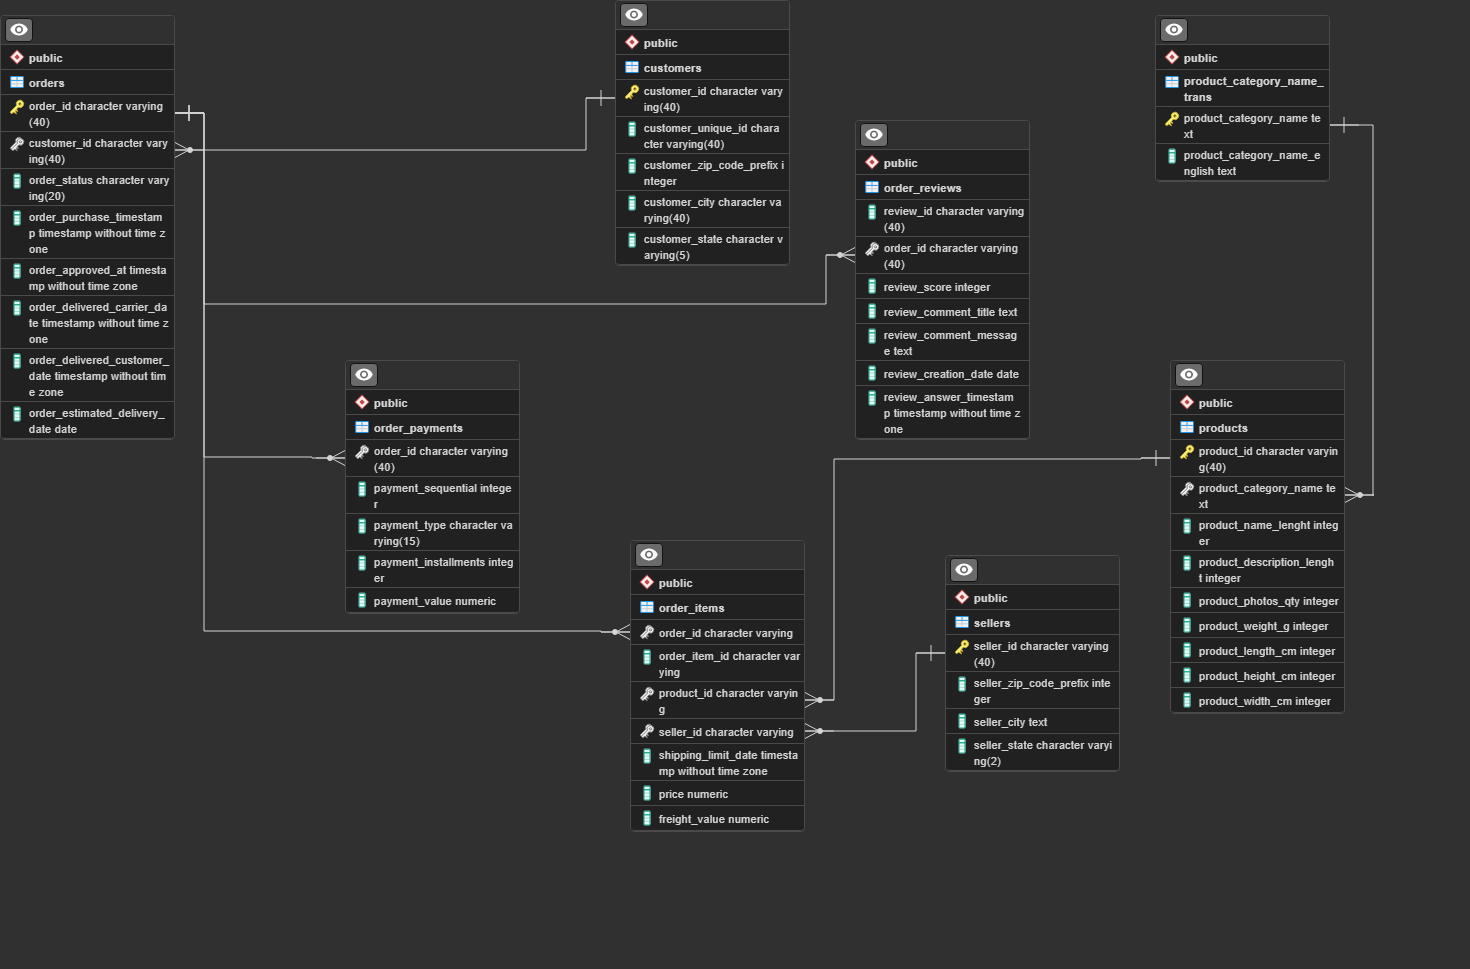 public
orders
order_id character varying
(40)
customer_id character vary
ing(40)
order_status character vary
ing(20)
order_purchase_timestam
p timestamp without time z
one
order_approved_at timesta
mp without time zone
order_delivered_carrier_da
te timestamp without time z
one
order_delivered_customer_
date timestamp without tim
e zone
order_estimated_delivery_
date date
public
customers
customer_id character vary
ing(40)
customer_unique_id chara
cter varying(40)
customer_zip_code_prefix i
nteger
customer_city character va
rying(40)
customer_state character v
arying(5)
public
order_reviews
review_id character varying
(40)
order_id character varying
(40)
review_score integer
review_comment_title text
review_comment_messag
e text
review_creation_date date
review_answer_timestam
p timestamp without time z
one
public
product_category_name_
trans
product_category_name te
xt
product_category_name_e
nglish text
public
order_payments
order_id character varying
(40)
payment_sequential intege
r
payment_type character va
rying(15)
payment_installments integ
er
payment_value numeric
public
order_items
order_id character varying
order_item_id character var
ying
product_id character varyin
g
seller_id character varying
shipping_limit_date timesta
mp without time zone
price numeric
freight_value numeric
public
sellers
seller_id character varying
(40)
seller_zip_code_prefix inte
ger
seller_city text
seller_state character varyi
ng(2)
public
products
product_id character varyin
g(40)
product_category_name te
xt
product_name_lenght integ
er
product_description_lengh
t integer
product_photos_qty integer
product_weight_g integer
product_length_cm integer
product_height_cm integer
product_width_cm integer